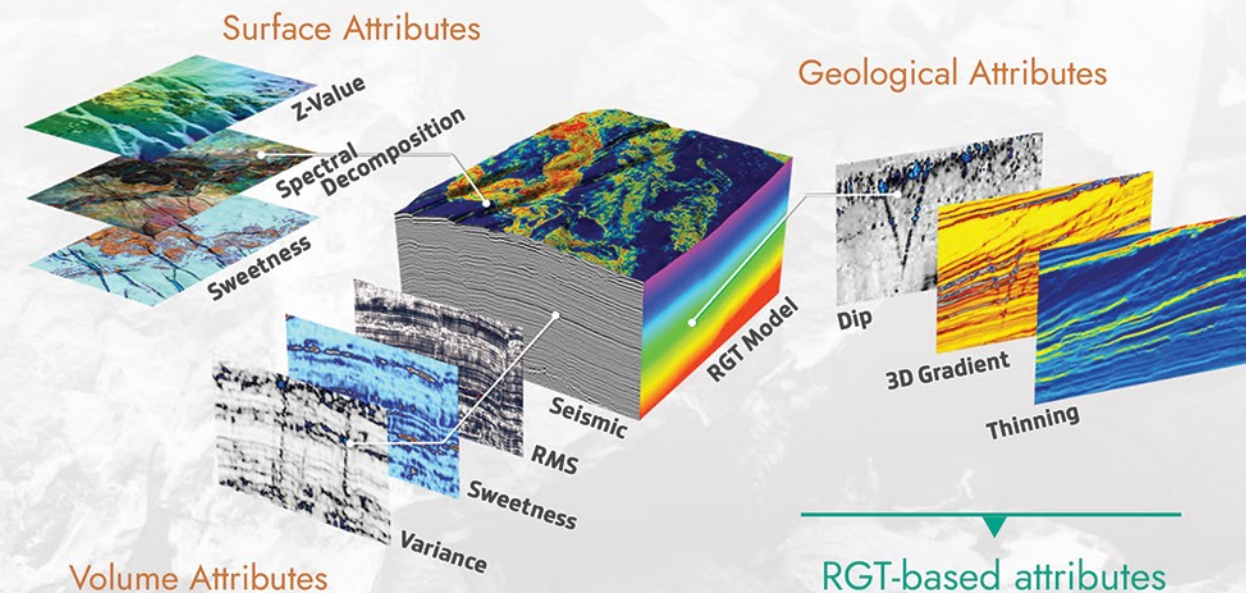 Surface Attributes
Z-Value
Spectral
Decomposition
Sweetness
Geological Attributes
Dip
3D Gradient
Thinning
RGT Model
Seismic
RMS
Sweetness
Variance
Volume Attributes
RGT-based attributes